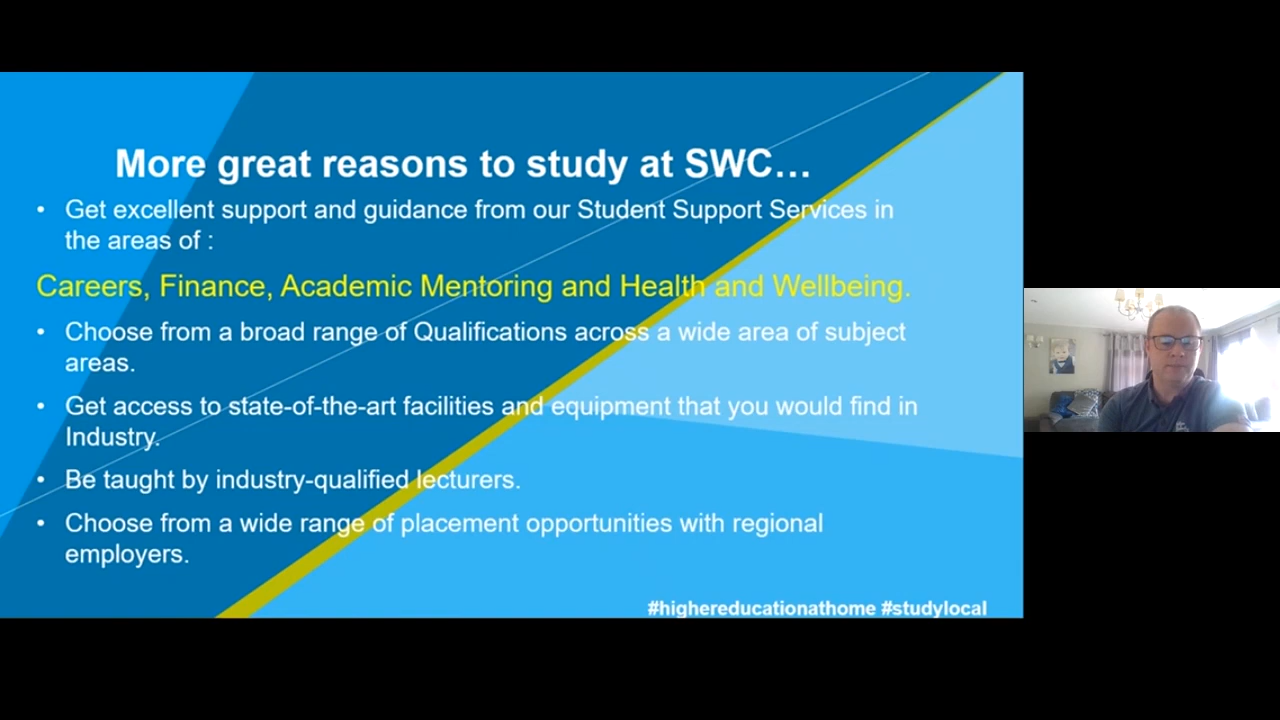 More great reasons to study at SWC...
• Get excellent support and guidance from our Student Support Services in
the areas of :
Careers, Finance, Academic Mentoring and Health and Wellbeing.
• Choose from a broad range of Qualifications across a wide area of subject
areas.
• Get access to state-of-the-art facilities and equipment that you would find in
Industry.
• Be taught by industry-qualified lecturers.
• Choose from a wide range of placement opportunities with regional
employers.
#highereducationathome #studylocal